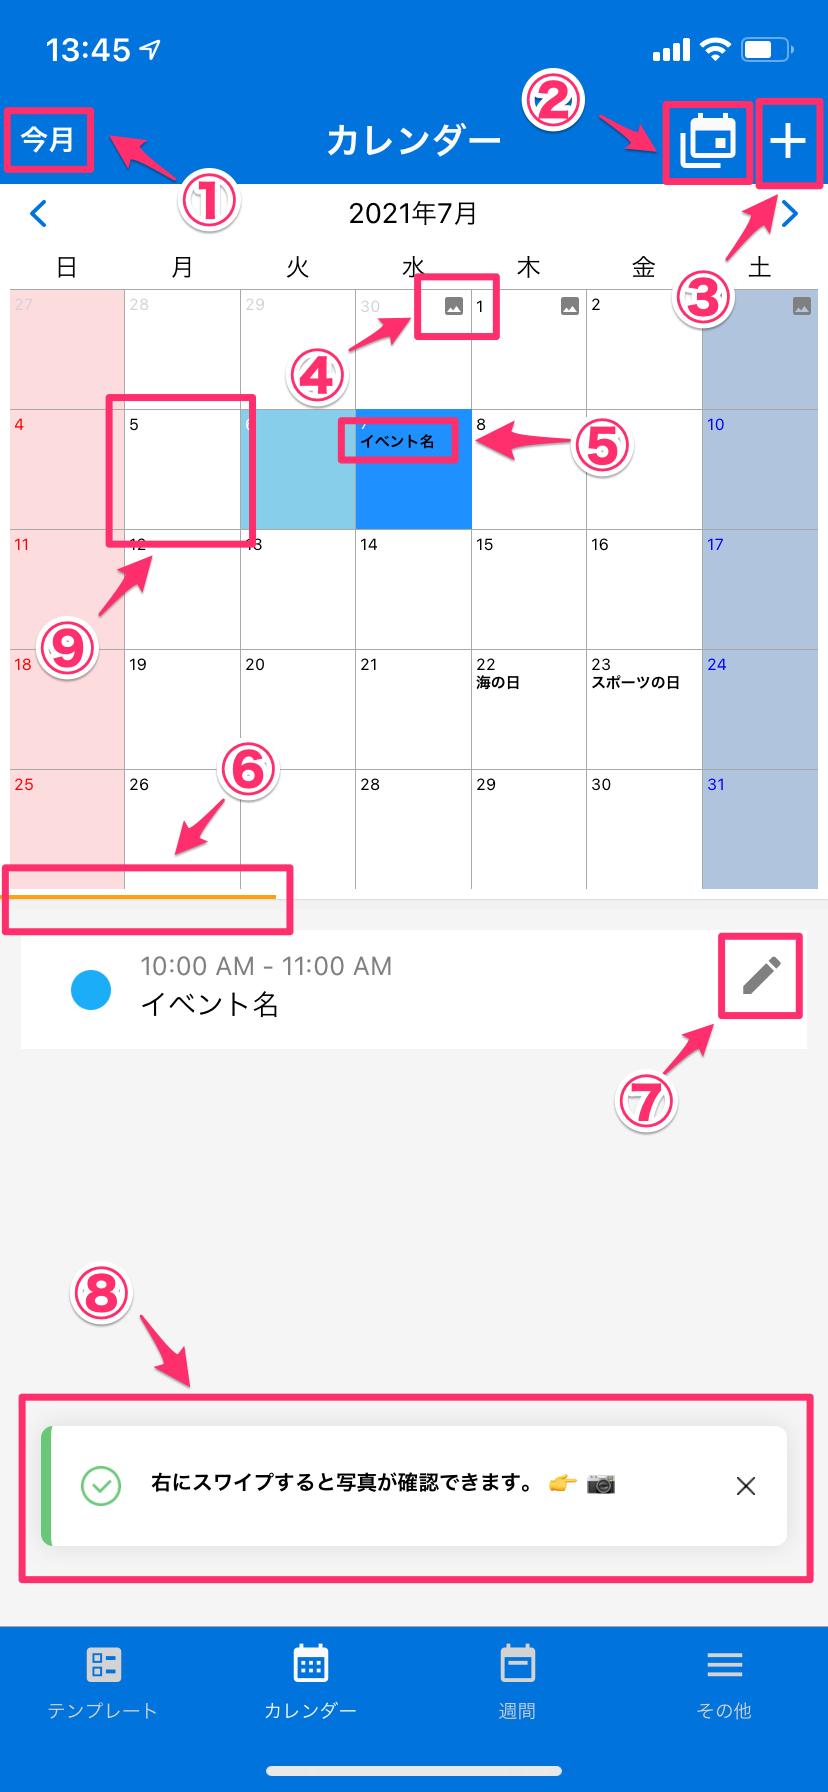 13:45
②
今月
カレンダー
①
2021年7月
③
日 月 火 水 木 金 土
27 28 29 30 1 2
④
4 5 6 7 8 10
イベント名
⑤
11 12 13 14 15 16 17
⑨
18 19 20 21 22 23 24
海の日 スポーツの日
⑥
25 26 28 29 30 31
10:00 AM - 11:00 AM
イベント名
⑦
⑧
右にスワイプすると写真が確認できます。 👉 📷
テンプレート カレンダー 週間 その他